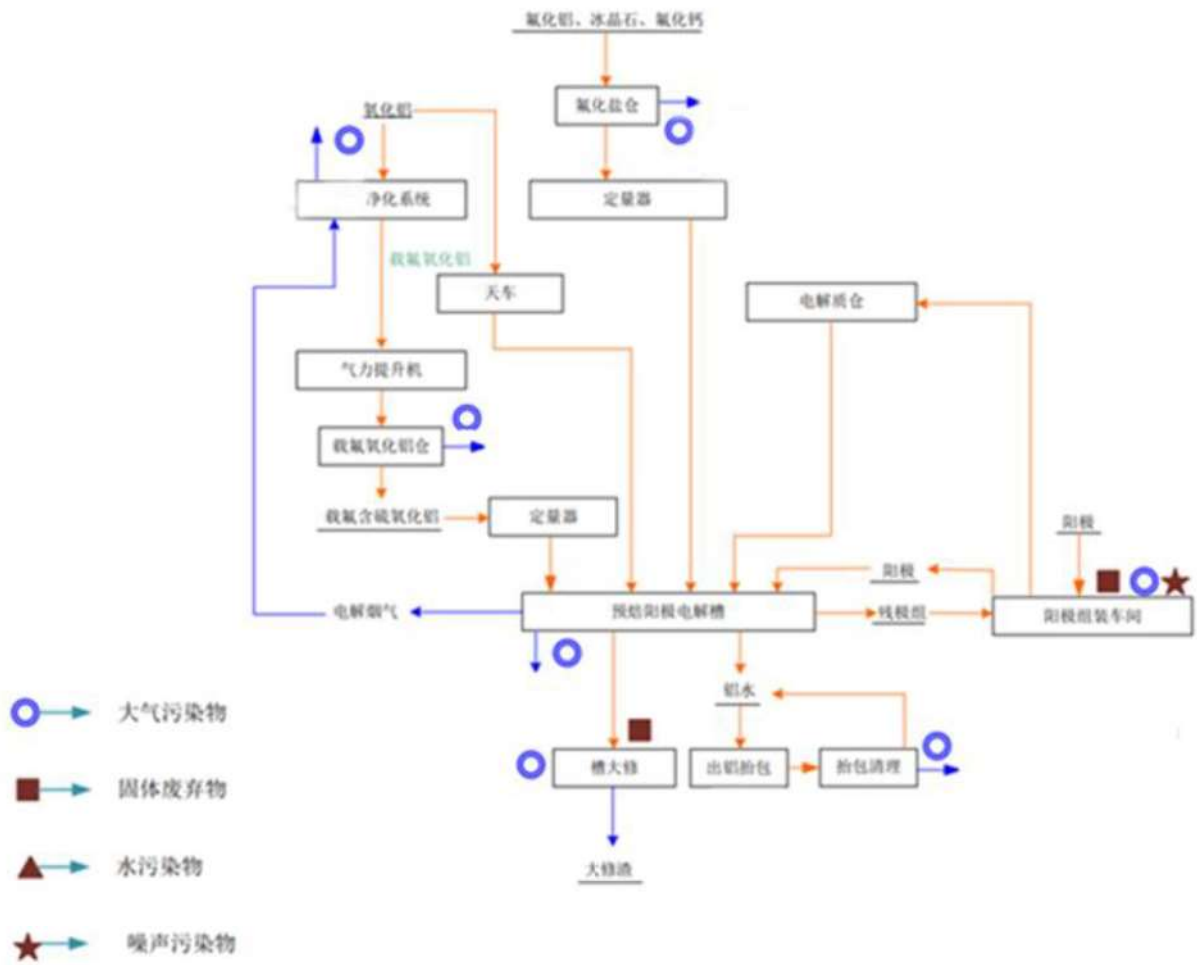 氟化铝、冰晶石、氟化钙
氧化铝
氟化盐仓
净化系统
定量器
载氟氧化铝
天车
电解质仓
气力提升机
载氟氧化铝仓
载氟含硫氧化铝
定量器
阳极
阳极
电解烟气
预焙阳极电解槽
残极组
阳极组装车间
铝水
大气污染物
槽大修
出铝抬包
抬包清理
固体废弃物
大修渣
水污染物
噪声污染物